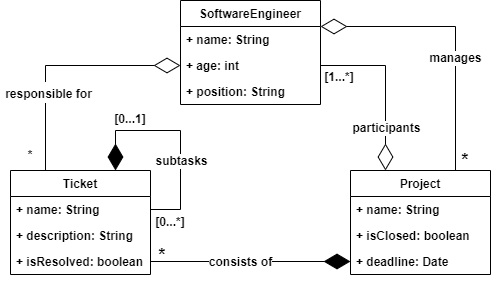 SoftwareEngineer
+ name: String
+ age: int
+ position: String
manages
[1...*]
responsible for
[0...1]
participants
*
subtasks
*
Ticket
Project
+ name: String
+ name: String
[0...*]
+ description: String
+ isClosed: boolean
*
+ isResolved: boolean
consists of
+ deadline: Date